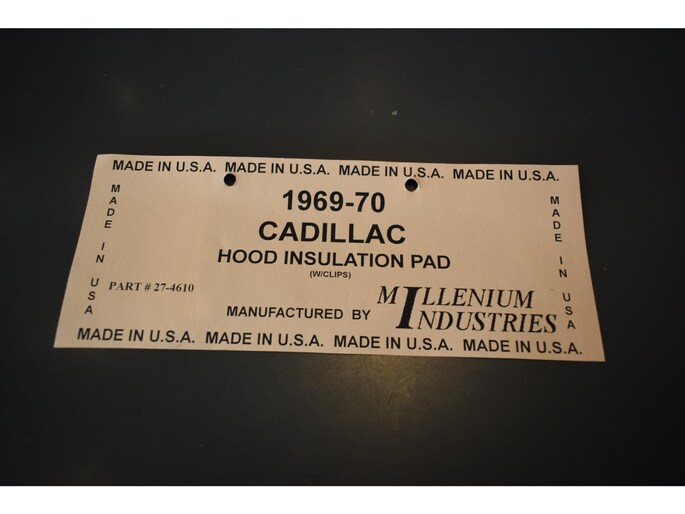 MADE IN U.S.A. MADE IN U.S.A. MADE IN U.S.A. MADE IN U.S.A.
MADE IN USA
1969-70
CADILLAC
HOOD INSULATION PAD
(W/CLIPS)
PART # 27-4610
MANUFACTURED BY MILLENIUM INDUSTRIES
MADE IN USA
MADE IN U.S.A. MADE IN U.S.A. MADE IN U.S.A. MADE IN U.S.A.